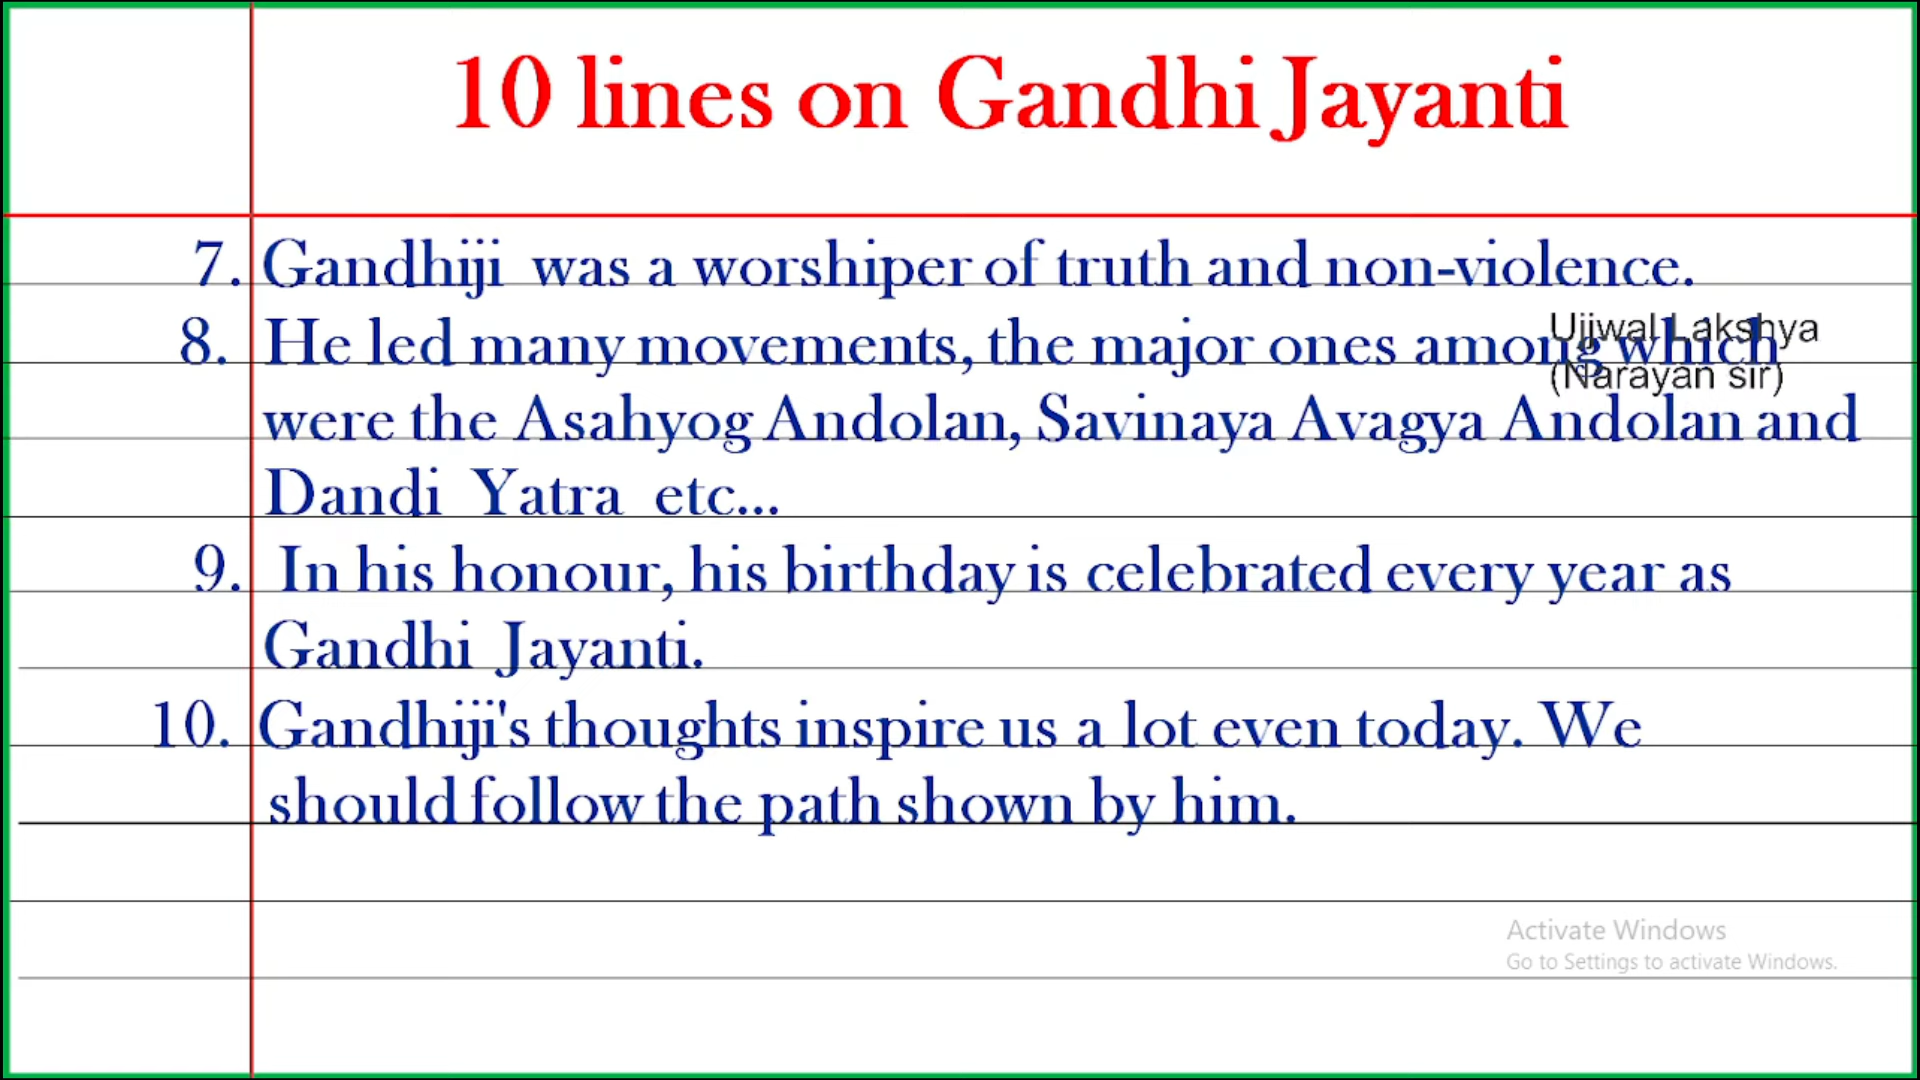 10 lines on Gandhi Jayanti
7. Gandhiji was a worshiper of truth and non-violence.
8. He led many movements, the major ones among which
were the Asahyog Andolan, Savinaya Avagya Andolan and
Dandi Yatra etc...
9. In his honour, his birthday is celebrated every year as
Gandhi Jayanti.
10. Gandhiji's thoughts inspire us a lot even today. We
should follow the path shown by him.
Ujjwal Lakshya
(Narayan sir)
Activate Windows
Go to Settings to activate Windows.